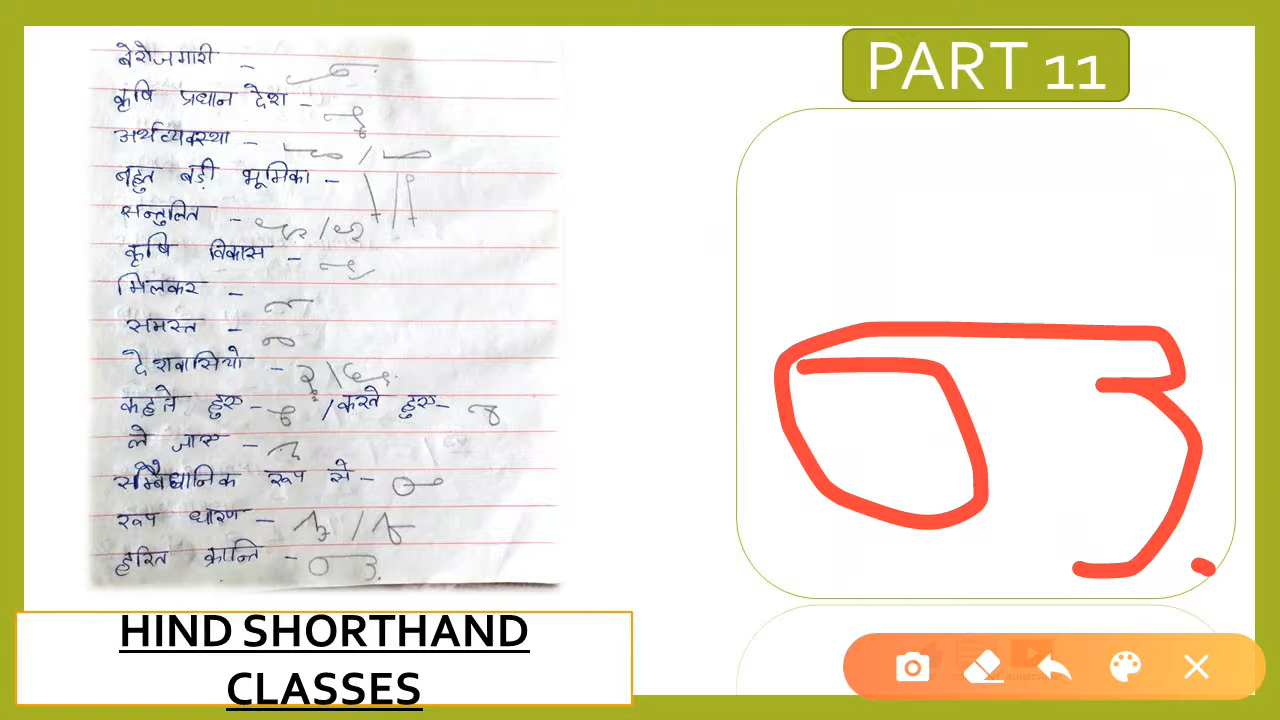 बेरोजगारी -
कृषि प्रधान देश -
अर्थव्यवस्था -
बहुत बड़ी भूमिका -
सन्तुलित -
कृषि विकास -
मिलकर -
समस्त -
देशवासियो -
कहते हुए - / करते हुए -
ले जाए -
रूप से -
रूप धारण -
हरित क्रान्ति -
PART 11
HIND SHORTHAND
CLASSES